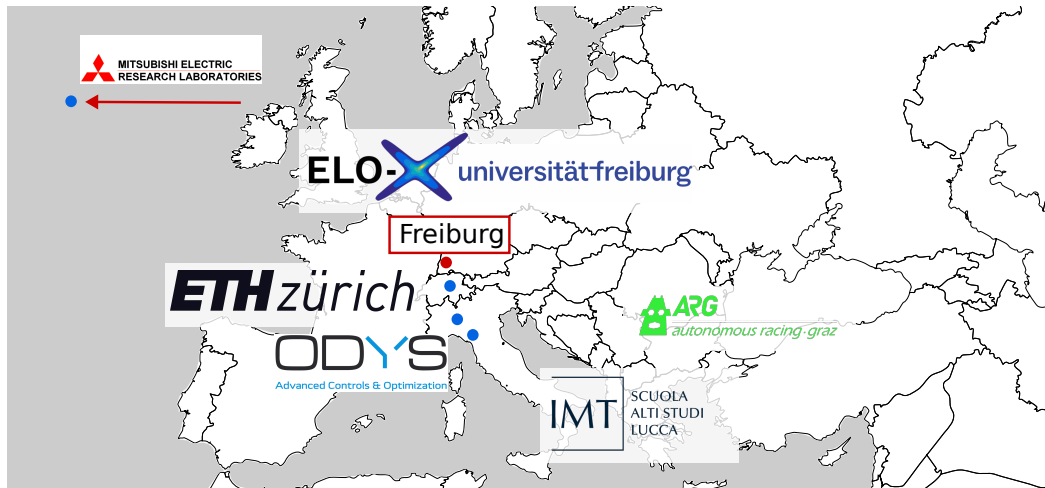 MITSUBISHI ELECTRIC
RESEARCH LABORATORIES
ELO-X universität freiburg
Freiburg
ETH zürich
ARG
autonomous racing·graz
ODYS
Advanced Controls & Optimization
IMT
SCUOLA
ALTI STUDI
LUCCA